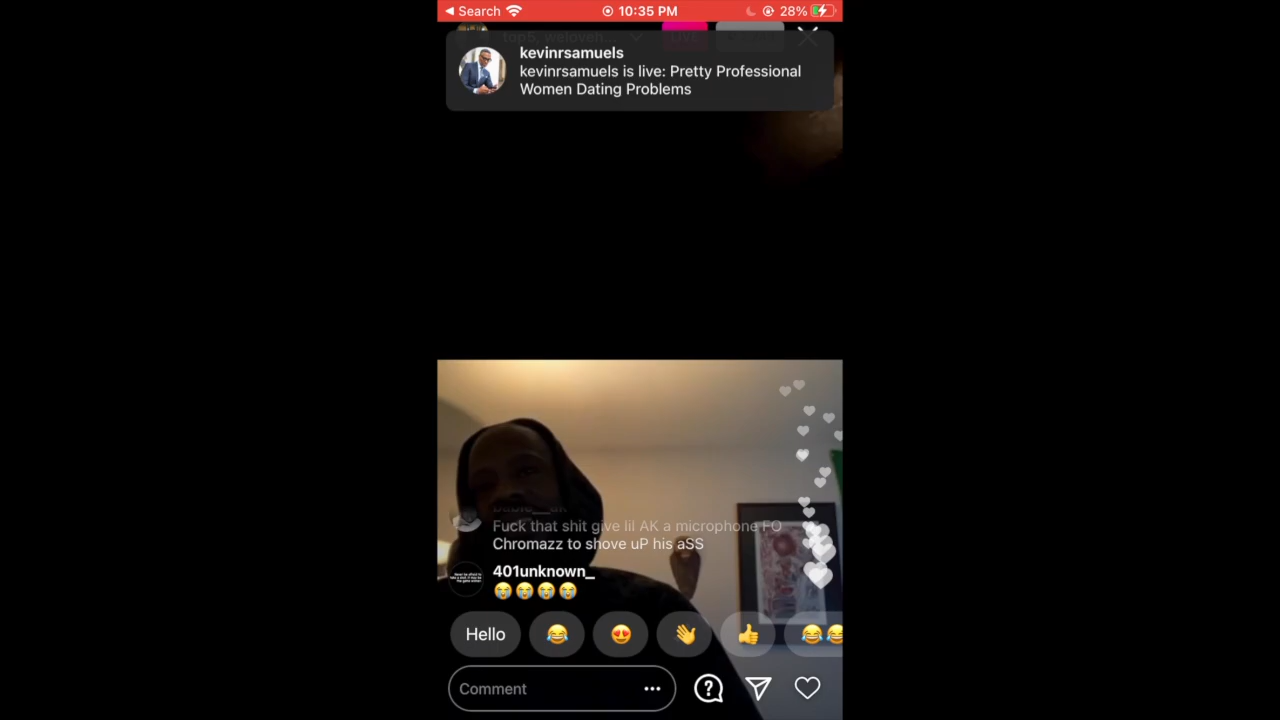 Search
10:35 PM
28%
kevinrsamuels
kevinrsamuels is live: Pretty Professional
Women Dating Problems
Fuck that shit give lil AK a microphone FO
Chromazz to shove uP his aSS
401unknown_
😭😭😭😭
Hello
😂
😍
👋
👍
😂😂
Comment